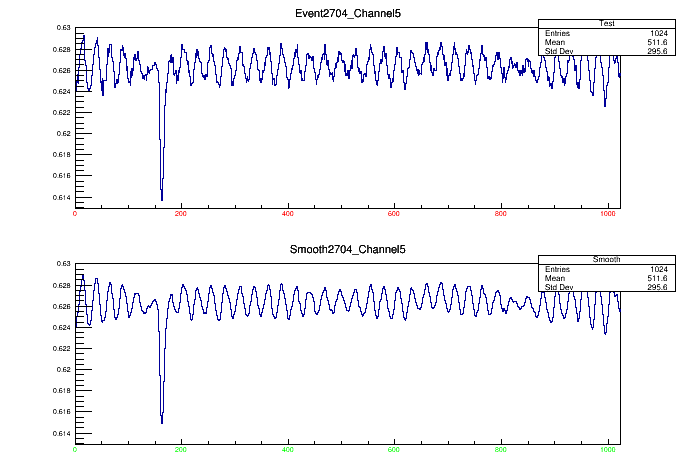 Event2704_Channel5
Test
Entries 1024
Mean 511.6
Std Dev 295.6
0.63
0.628
0.626
0.624
0.622
0.62
0.618
0.616
0.614
0 200 400 600 800 1000
Smooth2704_Channel5
Smooth
Entries 1024
Mean 511.6
Std Dev 295.6
0.63
0.628
0.626
0.624
0.622
0.62
0.618
0.616
0.614
0 200 400 600 800 1000